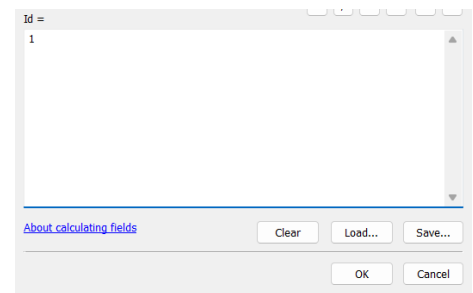 Id =
1
About calculating fields
Clear
Load...
Save...
OK
Cancel